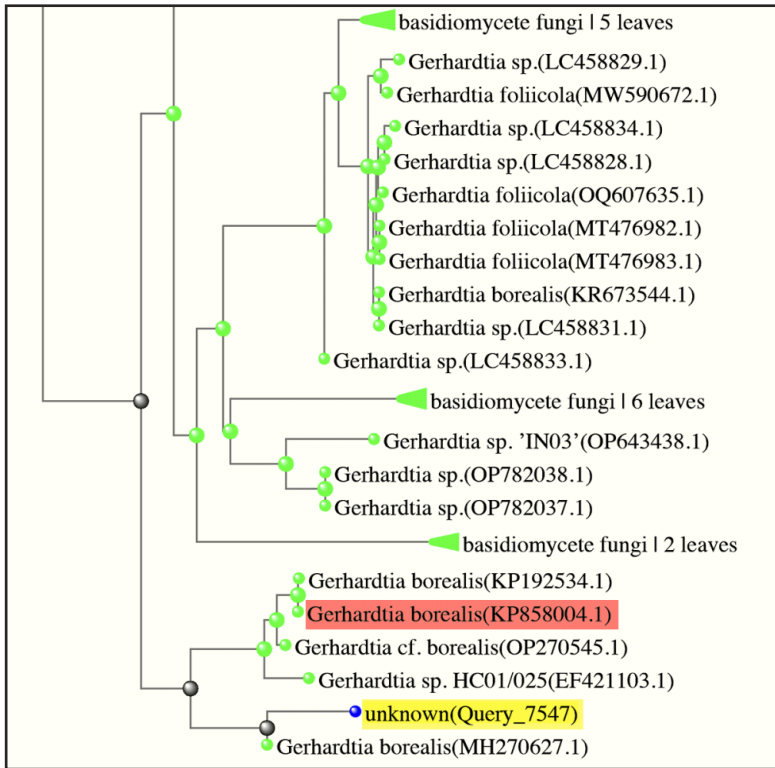 basidiomycete fungi | 5 leaves
Gerhardtia sp.(LC458829.1)
Gerhardtia foliicola(MW590672.1)
Gerhardtia sp.(LC458834.1)
Gerhardtia sp.(LC458828.1)
Gerhardtia foliicola(OQ607635.1)
Gerhardtia foliicola(MT476982.1)
Gerhardtia foliicola(MT476983.1)
Gerhardtia borealis(KR673544.1)
Gerhardtia sp.(LC458831.1)
Gerhardtia sp.(LC458833.1)
basidiomycete fungi | 6 leaves
Gerhardtia sp. 'IN03'(OP643438.1)
Gerhardtia sp.(OP782038.1)
Gerhardtia sp.(OP782037.1)
basidiomycete fungi | 2 leaves
Gerhardtia borealis(KP192534.1)
Gerhardtia borealis(KP858004.1)
Gerhardtia cf. borealis(OP270545.1)
Gerhardtia sp. HC01/025(EF421103.1)
unknown(Query_7547)
Gerhardtia borealis(MH270627.1)